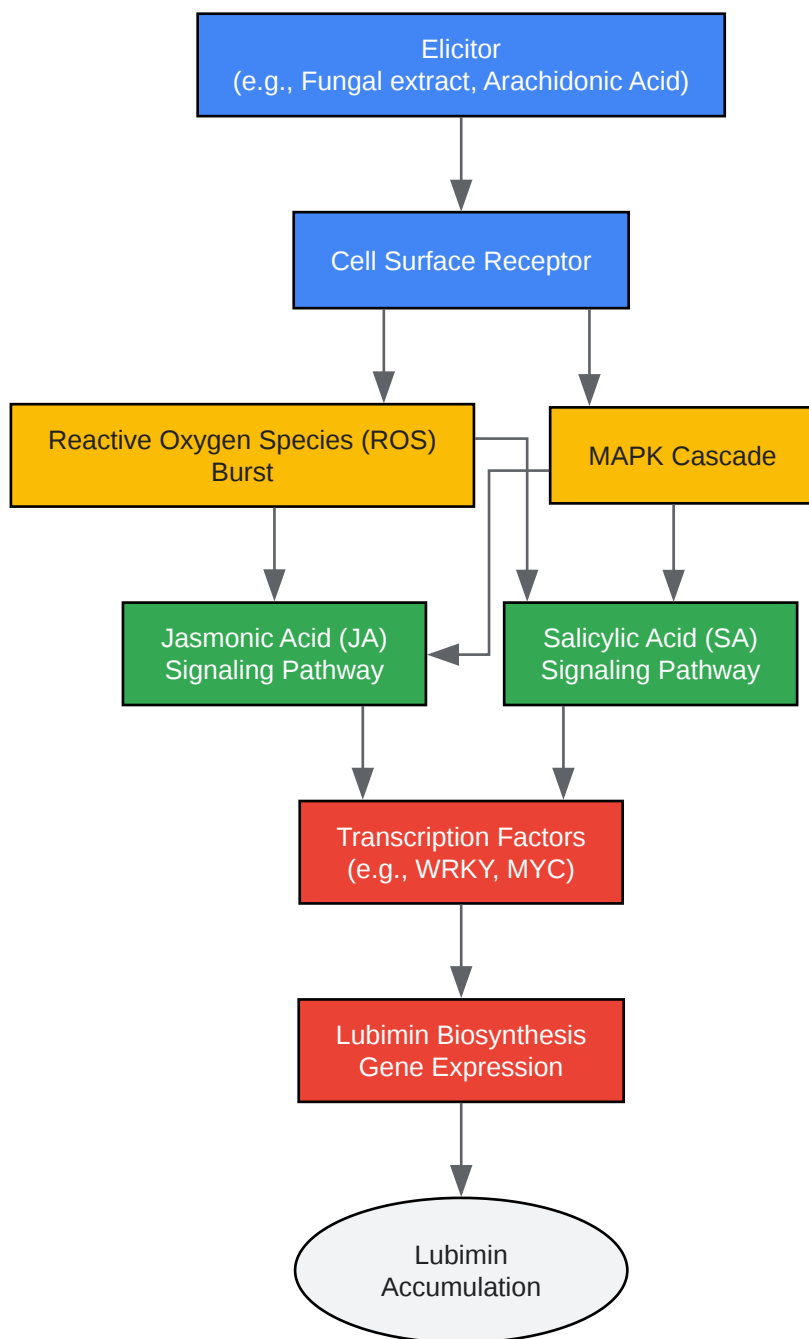 Elicitor
(e.g., Fungal extract, Arachidonic Acid)
Cell Surface Receptor
Reactive Oxygen Species (ROS)
Burst
MAPK Cascade
Jasmonic Acid (JA)
Signaling Pathway
Salicylic Acid (SA)
Signaling Pathway
Transcription Factors
(e.g., WRKY, MYC)
Lubimin Biosynthesis
Gene Expression
Lubimin
Accumulation